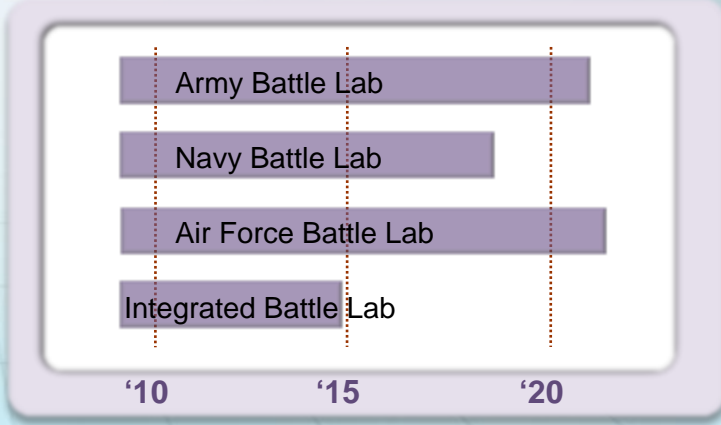 Army Battle Lab
Navy Battle Lab
Air Force Battle Lab
Integrated Battle Lab
‘10 ‘15 ‘20